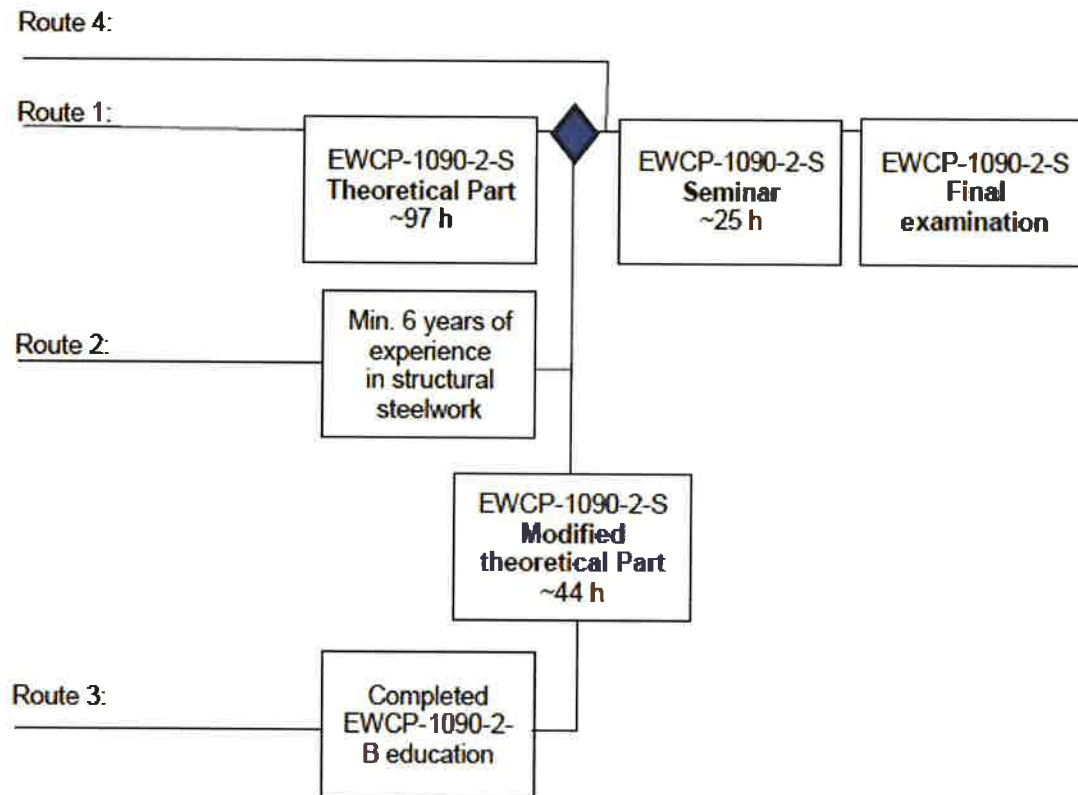 Route 4:
Route 1:
EWCP-1090-2-S
Theoretical Part
~97 h
EWCP-1090-2-S
Seminar
~25 h
EWCP-1090-2-S
Final
examination
Route 2:
Min. 6 years of
experience
in structural
steelwork
EWCP-1090-2-S
Modified
theoretical Part
~44 h
Route 3:
Completed
EWCP-1090-2-
B education